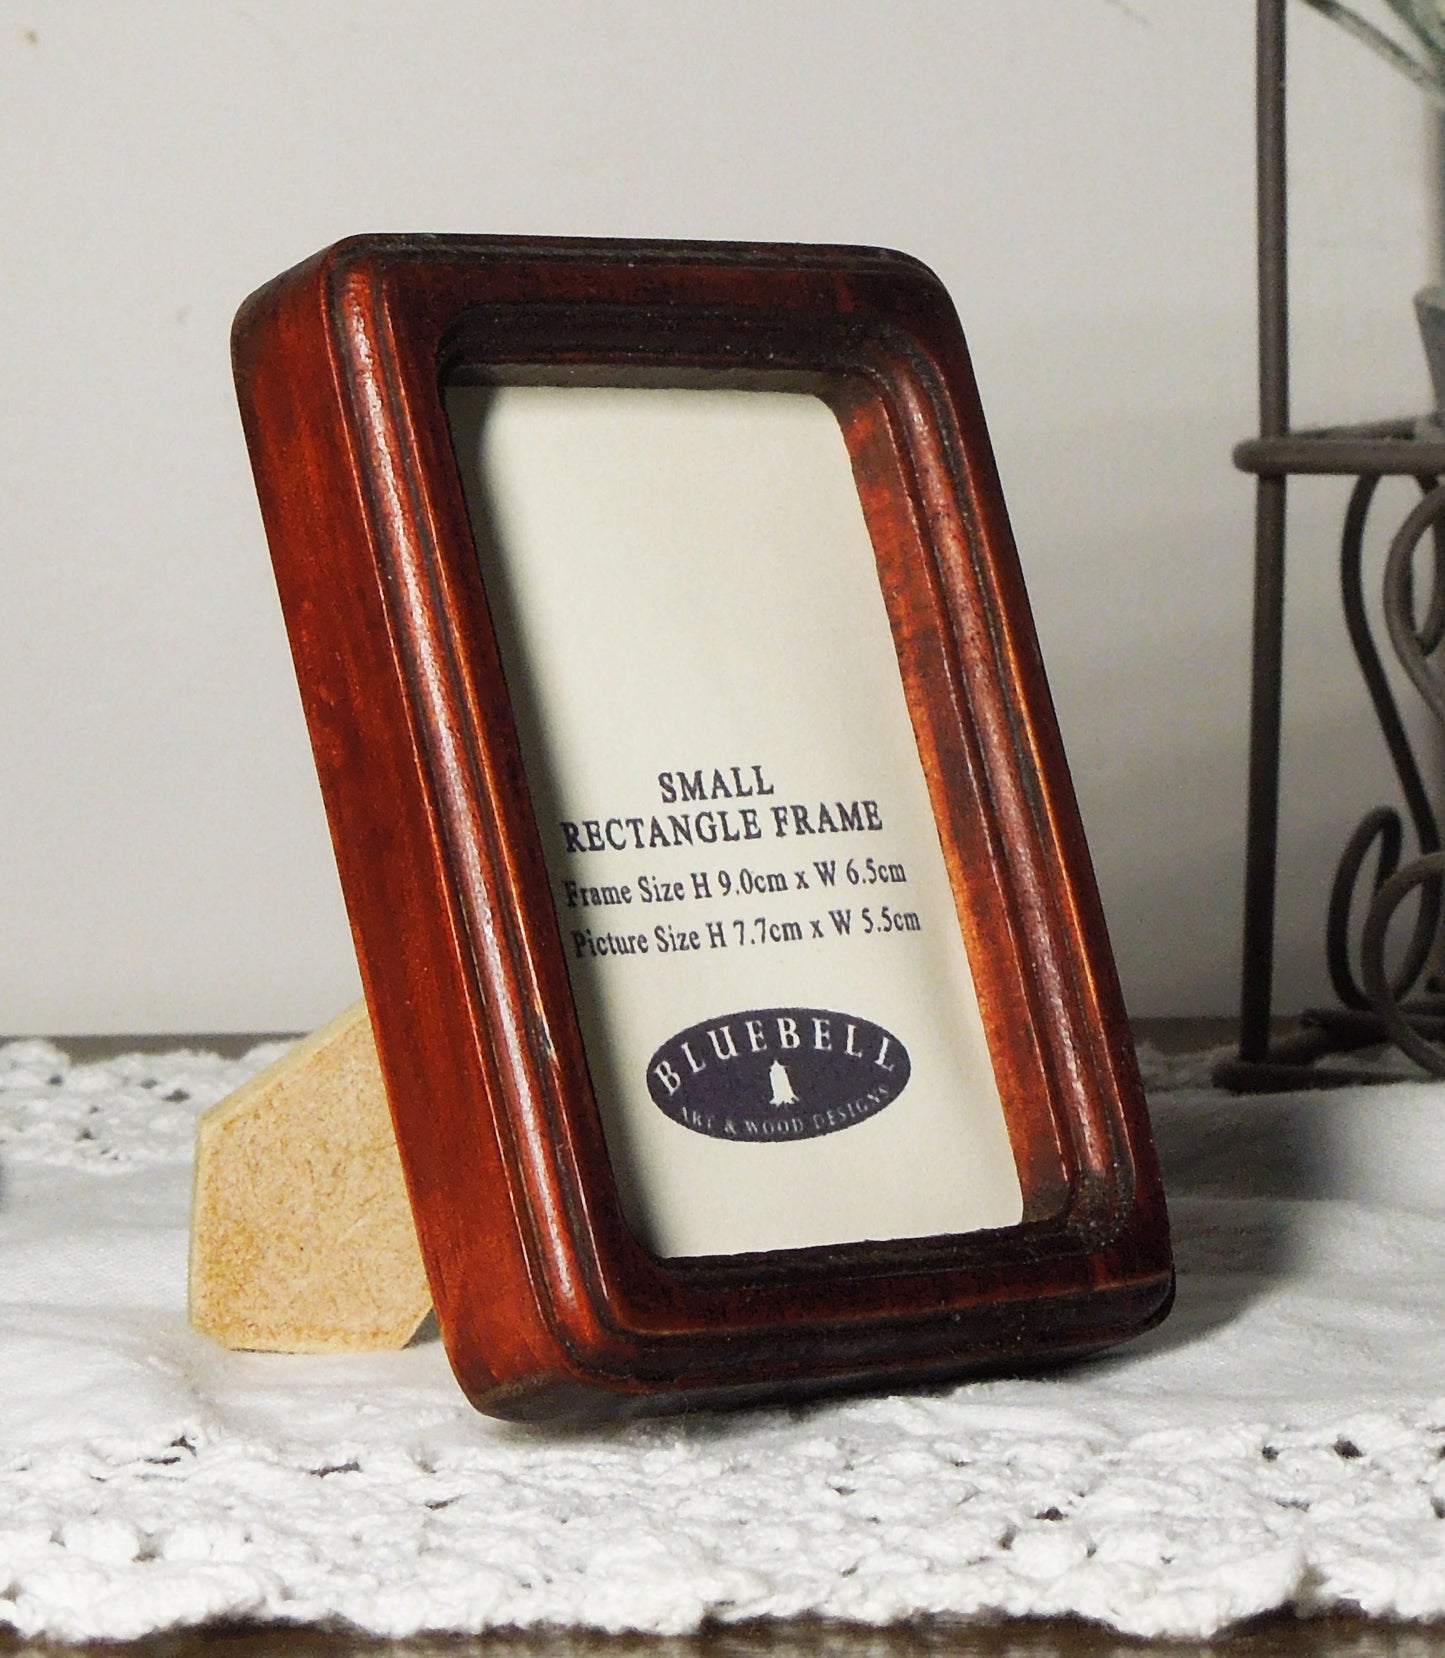 SMALL
RECTANGLE FRAME
Frame Size H 9.0cm x W 6.5cm
Picture Size H 7.7cm x W 5.5cm
BLUEBELL
ART & WOOD DESIGNS